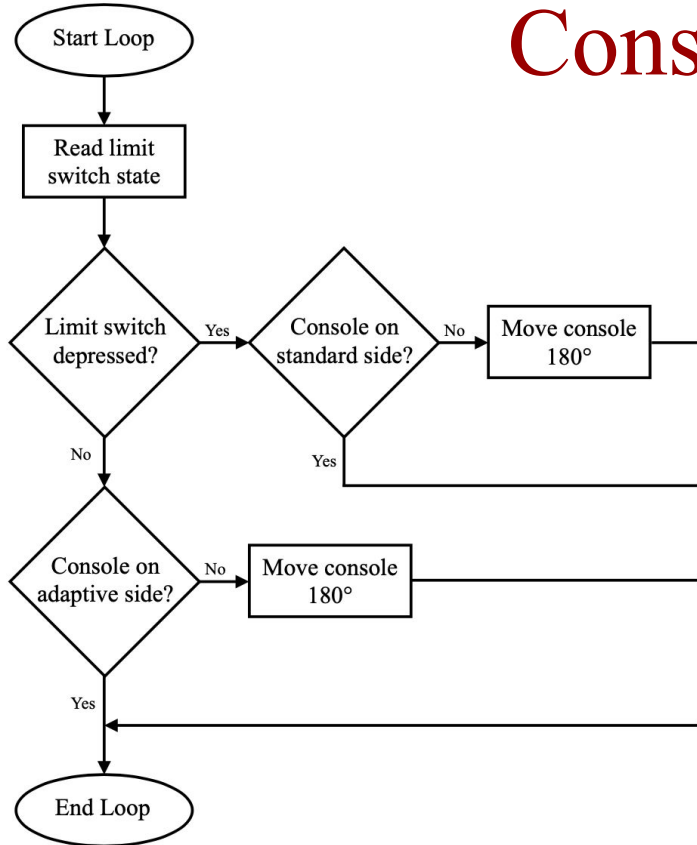 Cons
Start Loop
Read limit
switch state
Limit switch
depressed?
Yes
Console on
standard side?
No
Move console
180°
No
Yes
Console on
adaptive side?
No
Move console
180°
Yes
End Loop